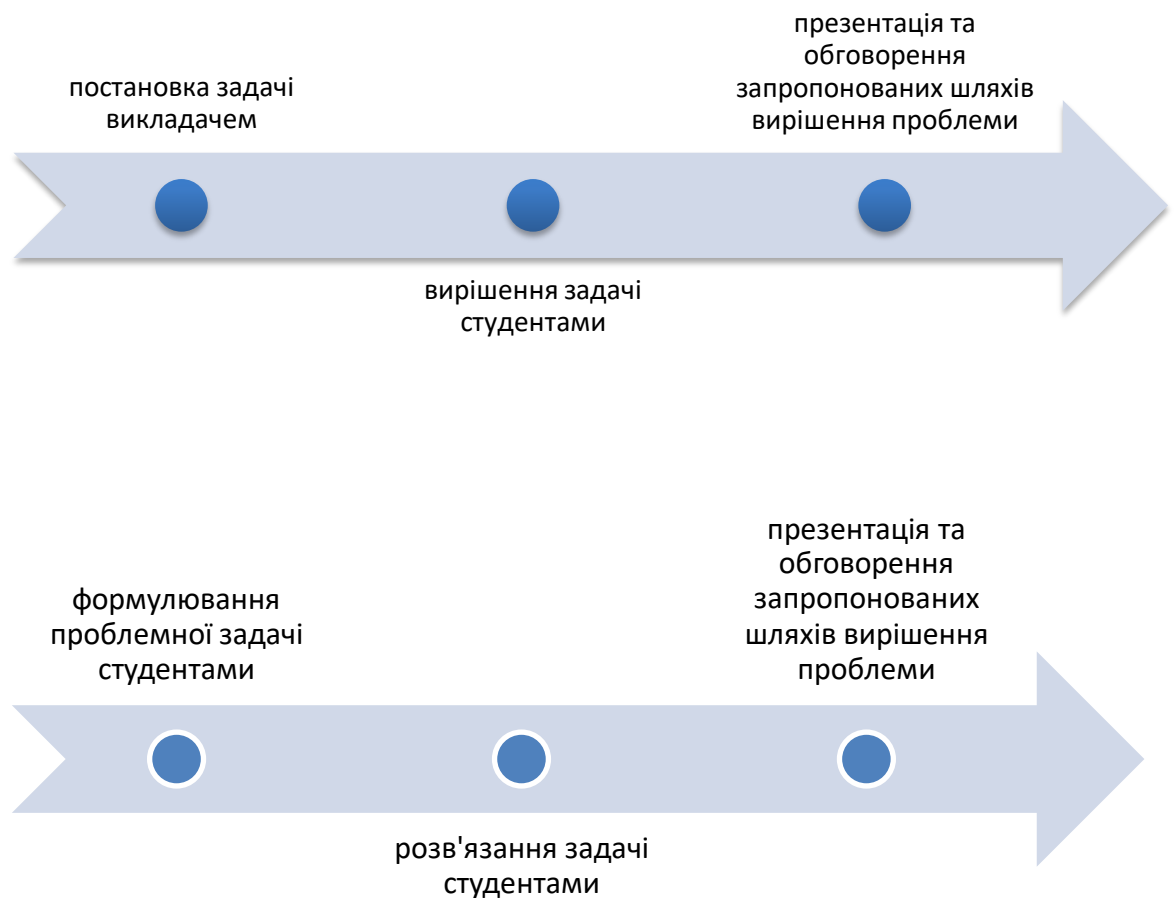 постановка задачі
викладачем
вирішення задачі
студентами
презентація та
обговорення
запропонованих шляхів
вирішення проблеми
формулювання
проблемної задачі
студентами
розв'язання задачі
студентами
презентація та
обговорення
запропонованих
шляхів вирішення
проблеми